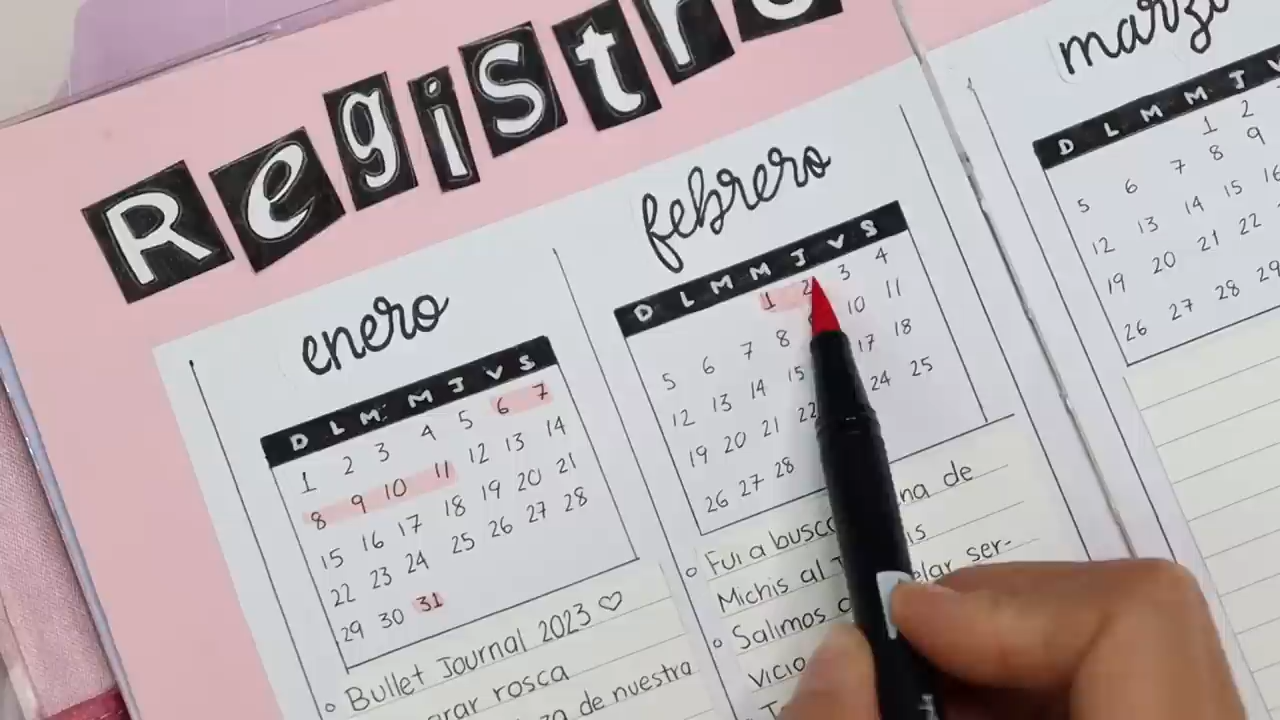 Registro
enero
D L M M J V S
1 2 3 4 5 6 7
8 9 10 11 12 13 14
15 16 17 18 19 20 21
22 23 24 25 26 27 28
29 30 31
Bullet Journal 2023 ♡
rosca
de nuestra
febrero
D L M M J V S
1 2 3 4
5 6 7 8 10 11
12 13 14 15 17 18
19 20 21 22 24 25
26 27 28
Fui a de
Michis al
Salimos
vicio
marzo
D L M M J V
1 2
5 6 7 8 9
12 13 14 15 16
19 20 21 22
26 27 28 29